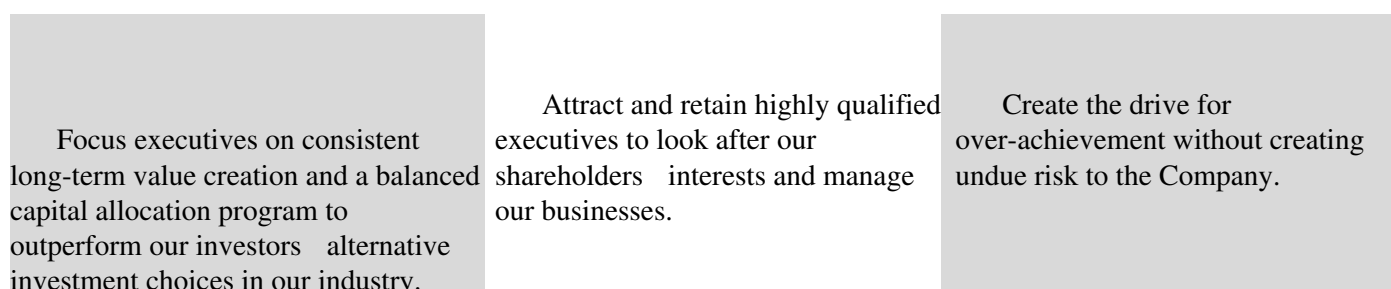 Focus executives on consistent
long-term value creation and a balanced
capital allocation program to
outperform our investors alternative
investment choices in our industry.
Attract and retain highly qualified
executives to look after our
shareholders interests and manage
our businesses.
Create the drive for
over-achievement without creating
undue risk to the Company.